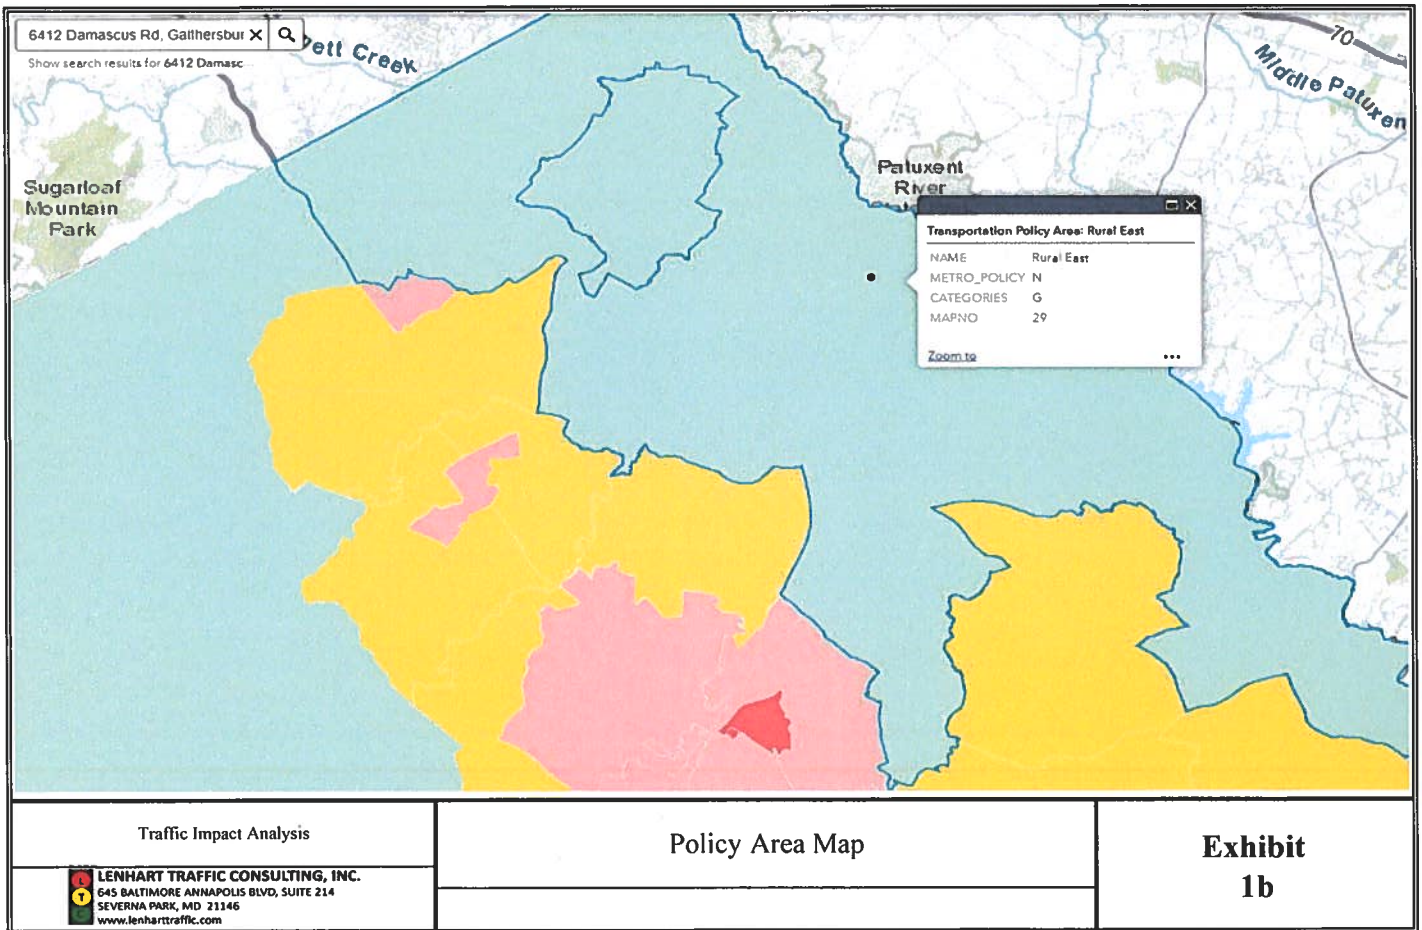 6412 Damascus Rd, Gaithersbur
Show search results for 6412 Damasc
ett Creek
70
Middle Patuxen
Sugarloaf
Mountain
Park
Patuxent
River
Transportation Policy Area: Rural East
NAME Rural East
METRO_POLICY N
CATEGORIES G
MAPNO 29
Zoom to
•••
Traffic Impact Analysis
Policy Area Map
Exhibit
1b
L
T
C
LENHART TRAFFIC CONSULTING, INC.
645 BALTIMORE ANNAPOLIS BLVD, SUITE 214
SEVERNA PARK, MD 21146
www.lenharttraffic.com